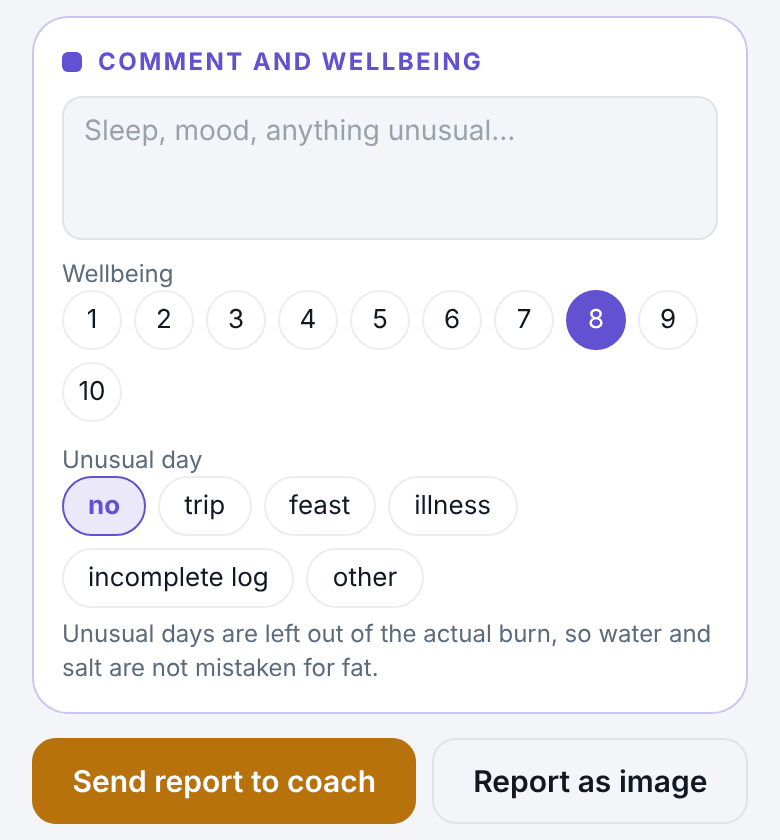 COMMENT AND WELLBEING
Sleep, mood, anything unusual...
Wellbeing
1 2 3 4 5 6 7 8 9
10
Unusual day
no trip feast illness
incomplete log other
Unusual days are left out of the actual burn, so water and
salt are not mistaken for fat.
Send report to coach Report as image